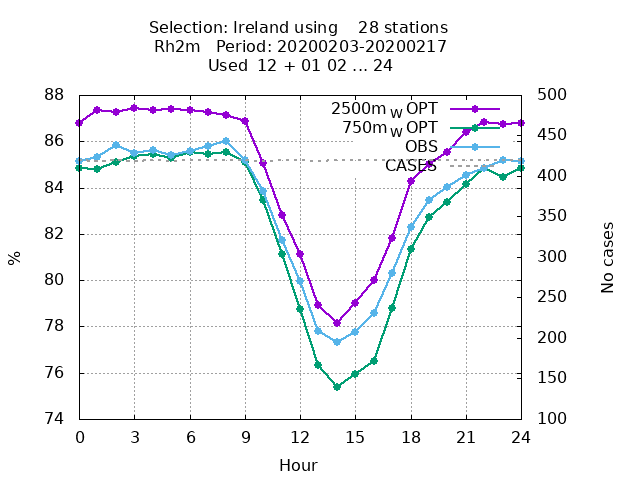 Selection: Ireland using    28 stations
Rh2m   Period: 20200203-20200217
Used  12 + 01 02 ... 24
88 500
2500m W OPT
750m W OPT
OBS
CASES
86 450
84 400
350
82 300
80 250
78 200
76 150
74 100
%
No cases
0 3 6 9 12 15 18 21 24
Hour